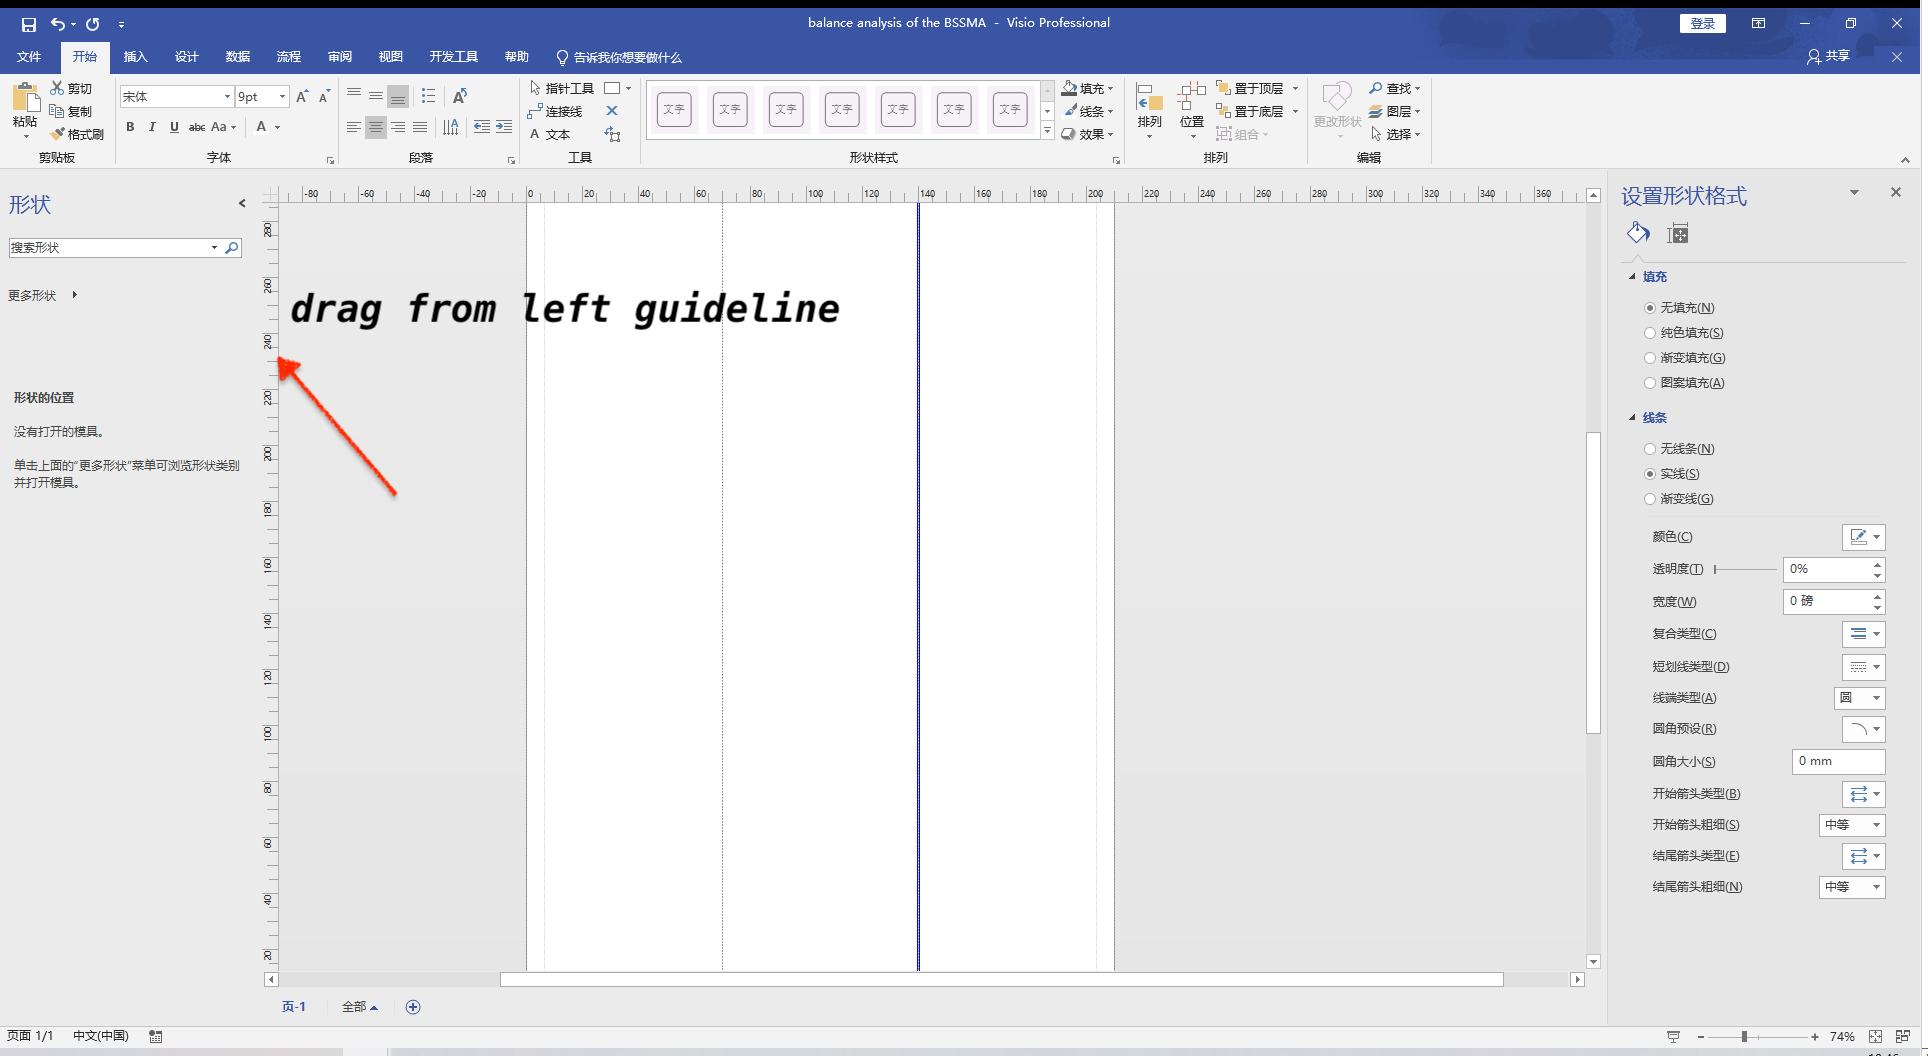 balance analysis of the BSSMA - Visio Professional
登录
文件 开始 插入 设计 数据 流程 审阅 视图 开发工具 帮助 告诉我你想要做什么 共享
粘贴 剪切 复制 格式刷 剪贴板
宋体 9pt
B I U abc Aa A 字体
段落
指针工具 连接线 A 文本 工具
文字 文字 文字 文字 文字 文字 文字
填充 线条 效果 形状样式
排列 位置 置于顶层 置于底层 组合 排列
更改形状 查找 图层 选择 编辑
形状
搜索形状
更多形状
形状的位置
没有打开的模具。
单击上面的"更多形状"菜单可浏览形状类别
并打开模具。
-80 -60 -40 -20 0 20 40 60 80 100 120 140 160 180 200 220 240 260 280 300 320 340 360
280 260 240 220 200 180 160 140 120 100 80 60 40 20
drag from left guideline
设置形状格式
填充
无填充(N)
纯色填充(S)
渐变填充(G)
图案填充(A)
线条
无线条(N)
实线(S)
渐变线(G)
颜色(C)
透明度(T) 0%
宽度(W) 0 磅
复合类型(C)
短划线类型(D)
线端类型(A) 圆
圆角预设(R)
圆角大小(S) 0 mm
开始箭头类型(B)
开始箭头粗细(S) 中等
结尾箭头类型(E)
结尾箭头粗细(N) 中等
页-1 全部
页面 1/1 中文(中国) 74%